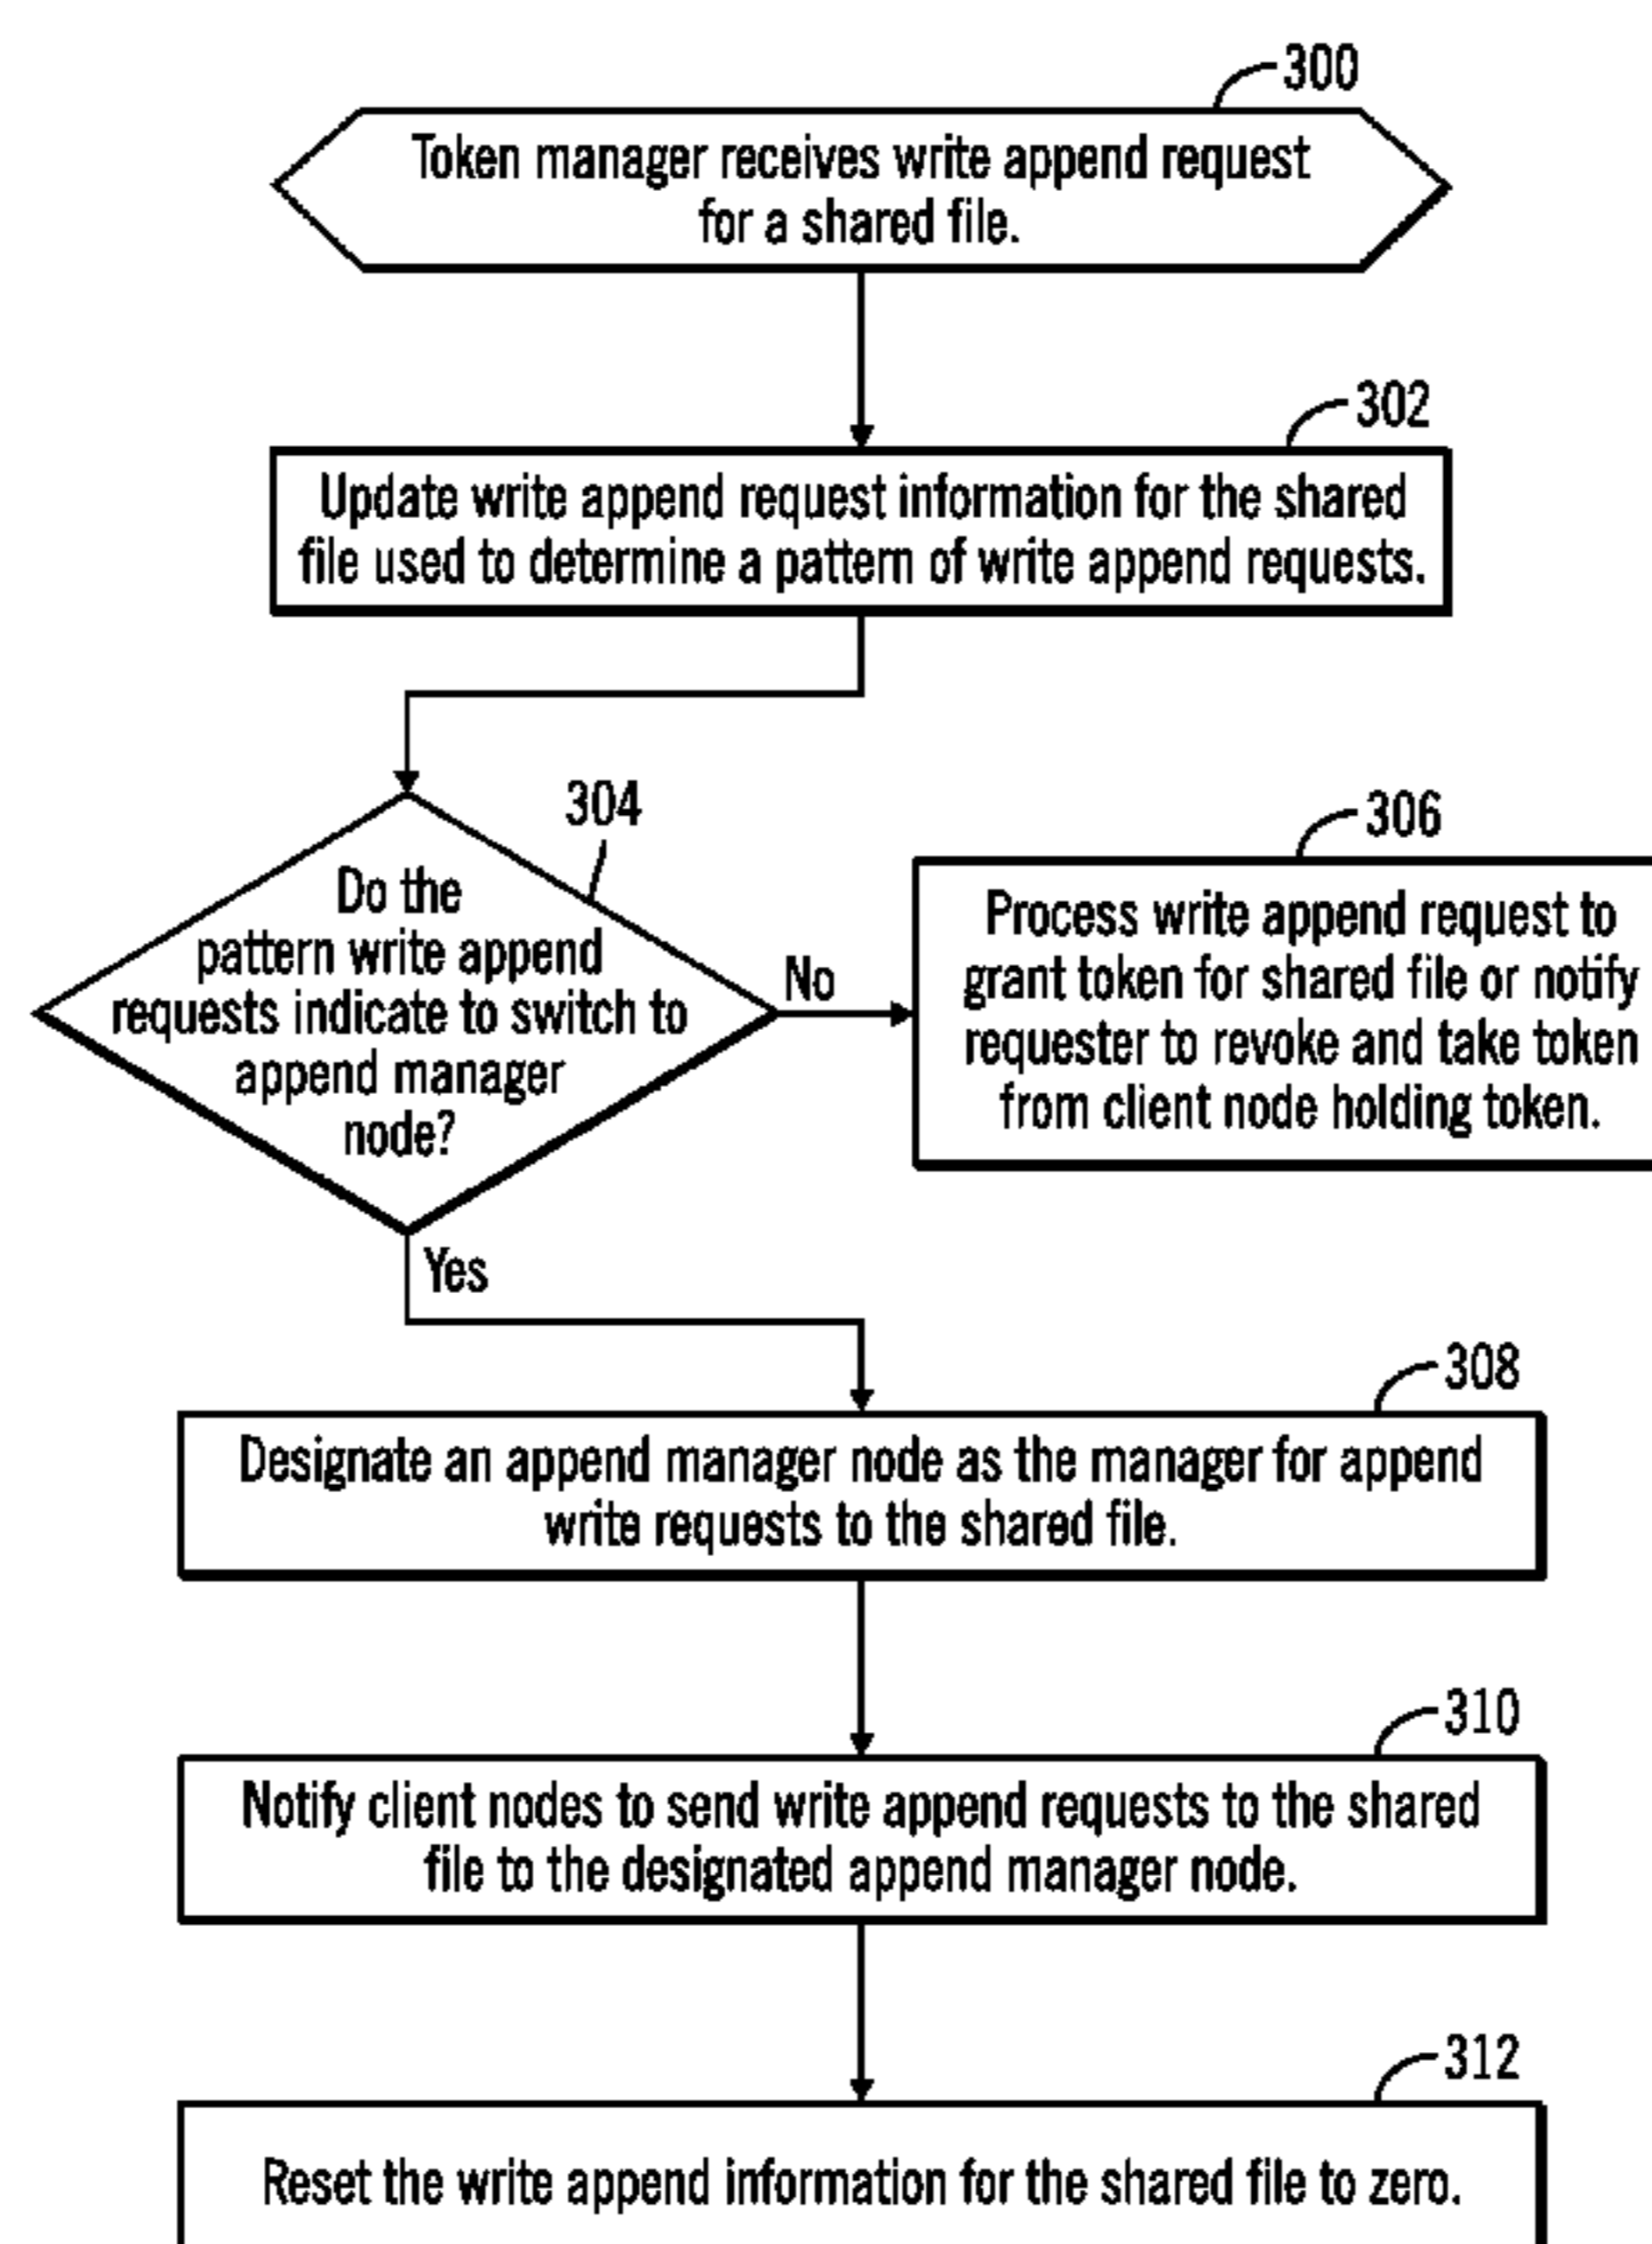 300
Token manager receives write append request
for a shared file.
302
Update write append request information for the shared
file used to determine a pattern of write append requests.
304
Do the
pattern write append
requests indicate to switch to
append manager
node?
No
306
Process write append request to
grant token for shared file or notify
requester to revoke and take token
from client node holding token.
Yes
308
Designate an append manager node as the manager for append
write requests to the shared file.
310
Notify client nodes to send write append requests to the shared
file to the designated append manager node.
312
Reset the write append information for the shared file to zero.